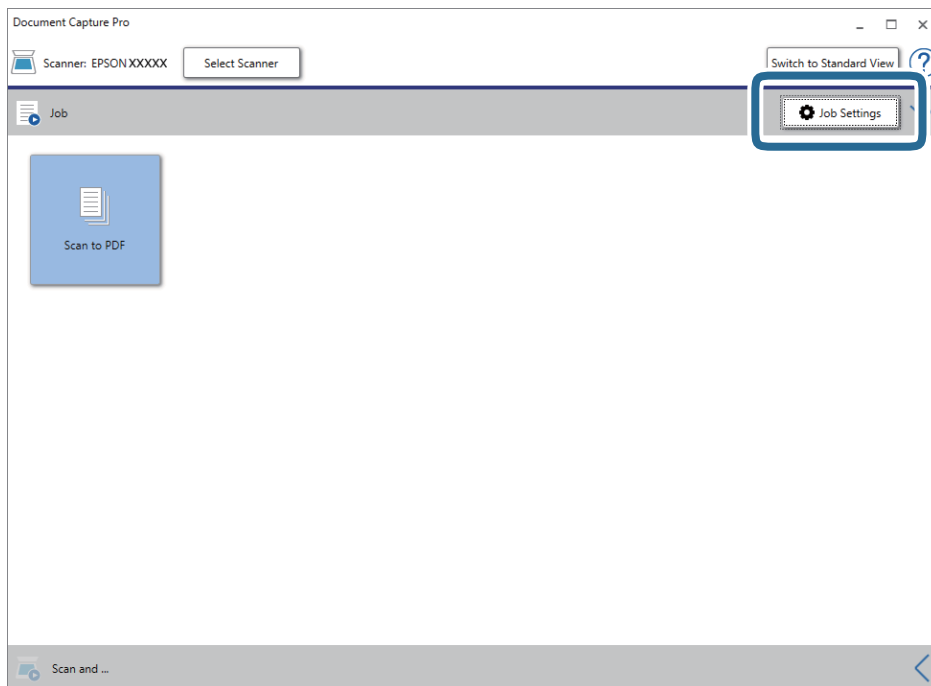 Document Capture Pro
Scanner: EPSON XXXXX
Select Scanner
Switch to Standard View
?
Job
Job Settings
Scan to PDF
Scan and ...